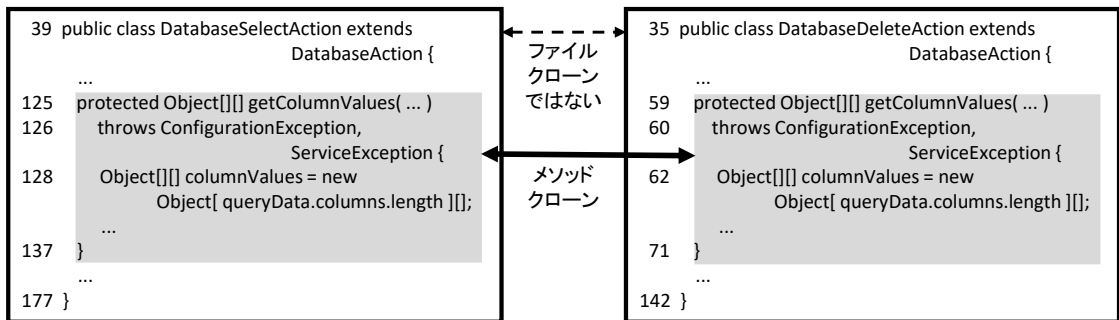 39 public class DatabaseSelectAction extends
DatabaseAction {
...
125 protected Object[][] getColumnValues( ... )
126 throws ConfigurationException,
ServiceException {
128 Object[][] columnValues = new
Object[ queryData.columns.length ][];
...
137 }
...
177 }
ファイル
クローン
ではない
メソッド
クローン
35 public class DatabaseDeleteAction extends
DatabaseAction {
...
59 protected Object[][] getColumnValues( ... )
60 throws ConfigurationException,
ServiceException {
62 Object[][] columnValues = new
Object[ queryData.columns.length ][];
...
71 }
...
142 }